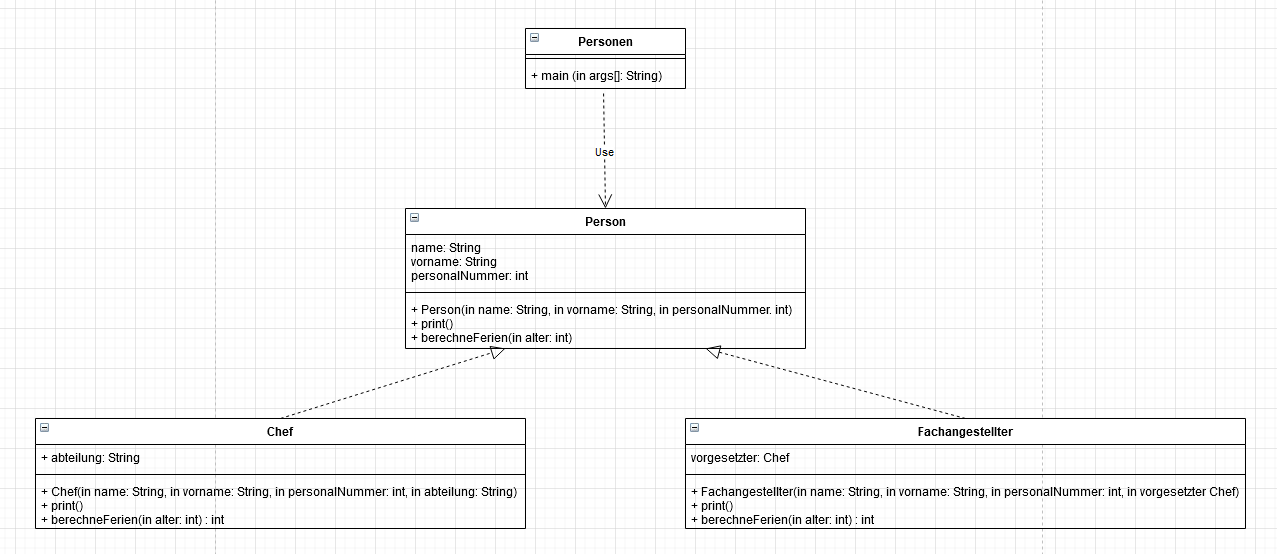 Personen
+ main (in args[]: String)
Use
Person
name: String
vorname: String
personalNummer: int
+ Person(in name: String, in vorname: String, in personalNummer. int)
+ print()
+ berechneFerien(in alter: int)
Chef
+ abteilung: String
+ Chef(in name: String, in vorname: String, in personalNummer: int, in abteilung: String)
+ print()
+ berechneFerien(in alter: int) : int
Fachangestellter
vorgesetzter: Chef
+ Fachangestellter(in name: String, in vorname: String, in personalNummer: int, in vorgesetzter Chef)
+ print()
+ berechneFerien(in alter: int) : int